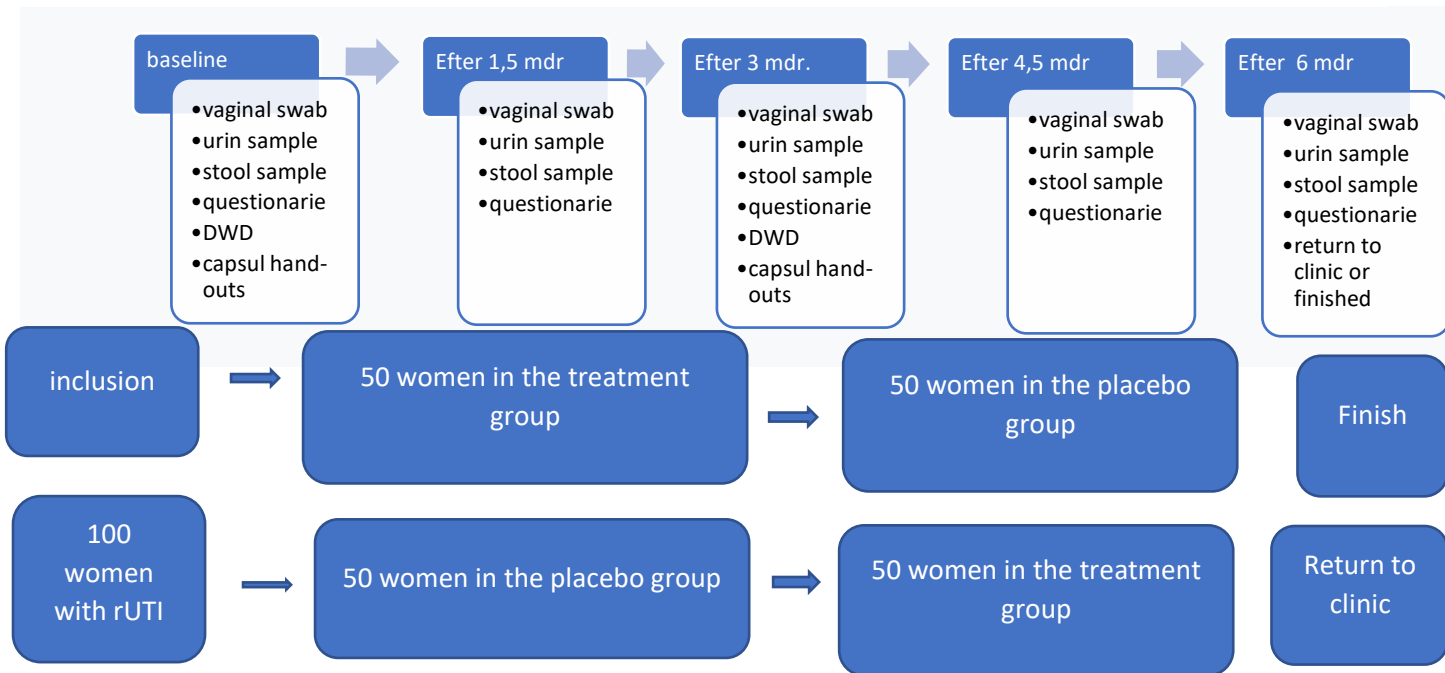 baseline
•vaginal swab
•urin sample
•stool sample
•questionarie
•DWD
•capsul hand-
outs
Efter 1,5 mdr
•vaginal swab
•urin sample
•stool sample
•questionarie
Efter 3 mdr.
•vaginal swab
•urin sample
•stool sample
•questionarie
•DWD
•capsul hand-
outs
Efter 4,5 mdr
•vaginal swab
•urin sample
•stool sample
•questionarie
Efter 6 mdr
•vaginal swab
•urin sample
•stool sample
•questionarie
•return to
clinic or
finished
inclusion
50 women in the treatment
group
50 women in the placebo
group
Finish
100
women
with rUTI
50 women in the placebo group
50 women in the treatment
group
Return to
clinic